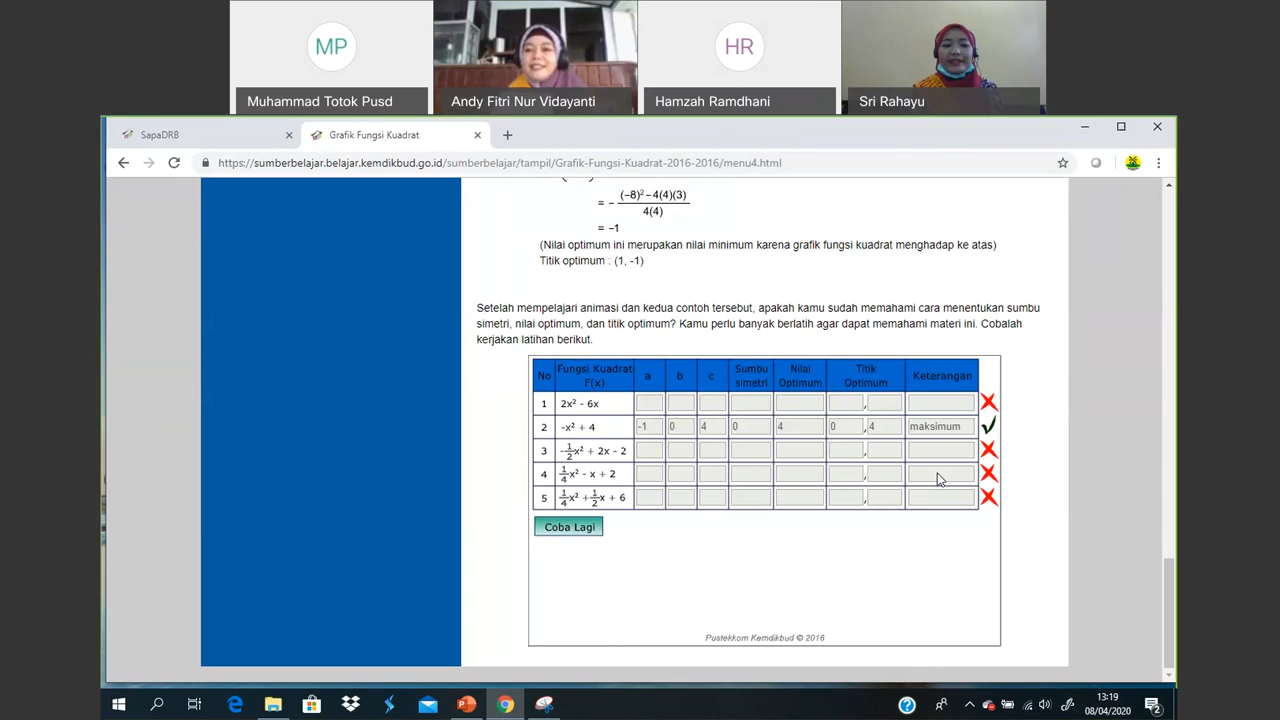 MP
HR
Muhammad Totok Pusd
Andy Fitri Nur Vidayanti
Hamzah Ramdhani
Sri Rahayu
SapaDRB
Grafik Fungsi Kuadrat
https://sumberbelajar.belajar.kemdikbud.go.id/sumberbelajar/tampil/Grafik-Fungsi-Kuadrat-2016-2016/menu4.html
= - (-8)² – 4(4)(3) / 4(4)
= –1
(Nilai optimum ini merupakan nilai minimum karena grafik fungsi kuadrat menghadap ke atas)
Titik optimum : (1, -1)
Setelah mempelajari animasi dan kedua contoh tersebut, apakah kamu sudah memahami cara menentukan sumbu
simetri, nilai optimum, dan titik optimum? Kamu perlu banyak berlatih agar dapat memahami materi ini. Cobalah
kerjakan latihan berikut.
No Fungsi Kuadrat F(x) a b c Sumbu simetri Nilai Optimum Titik Optimum Keterangan
1 2x² - 6x ,
2 -x² + 4 -1 0 4 0 4 0 , 4 maksimum
3 -1/2x² + 2x - 2 ,
4 1/4x² - x + 2 ,
5 1/4x² + 1/2x + 6 ,
Coba Lagi
Pustekkom Kemdikbud © 2016
13:19
08/04/2020
2